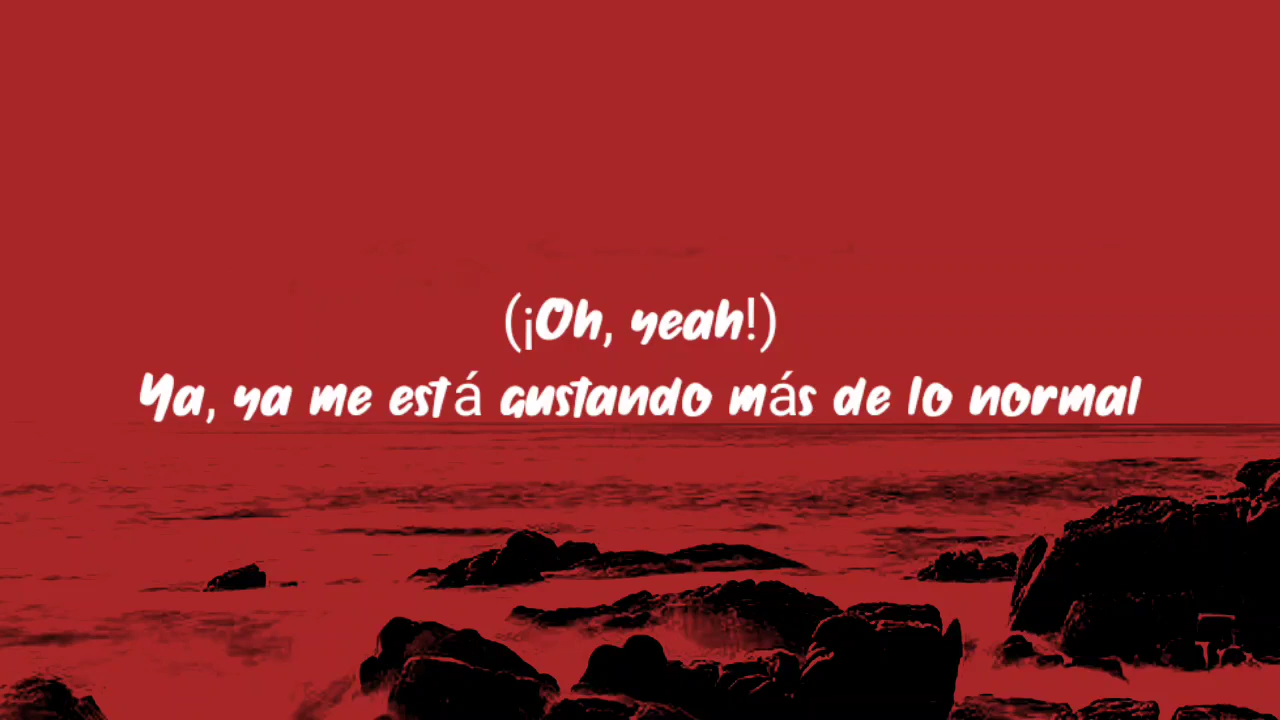 (¡Oh, yeah!)
Ya, ya me está gustando más de lo normal